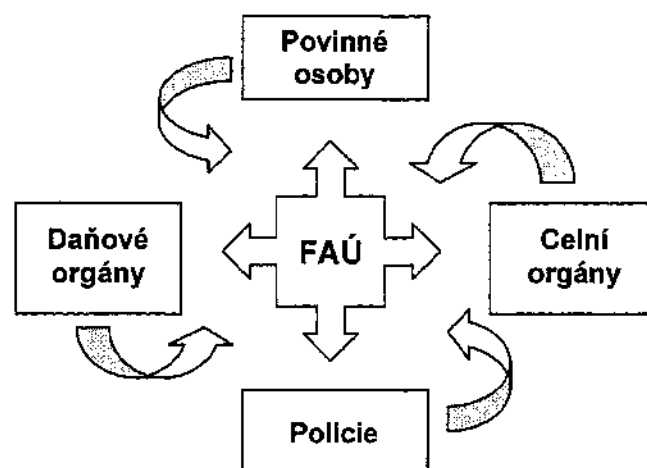 Povinné
osoby
Daňové
orgány
FAÚ
Celní
orgány
Policie